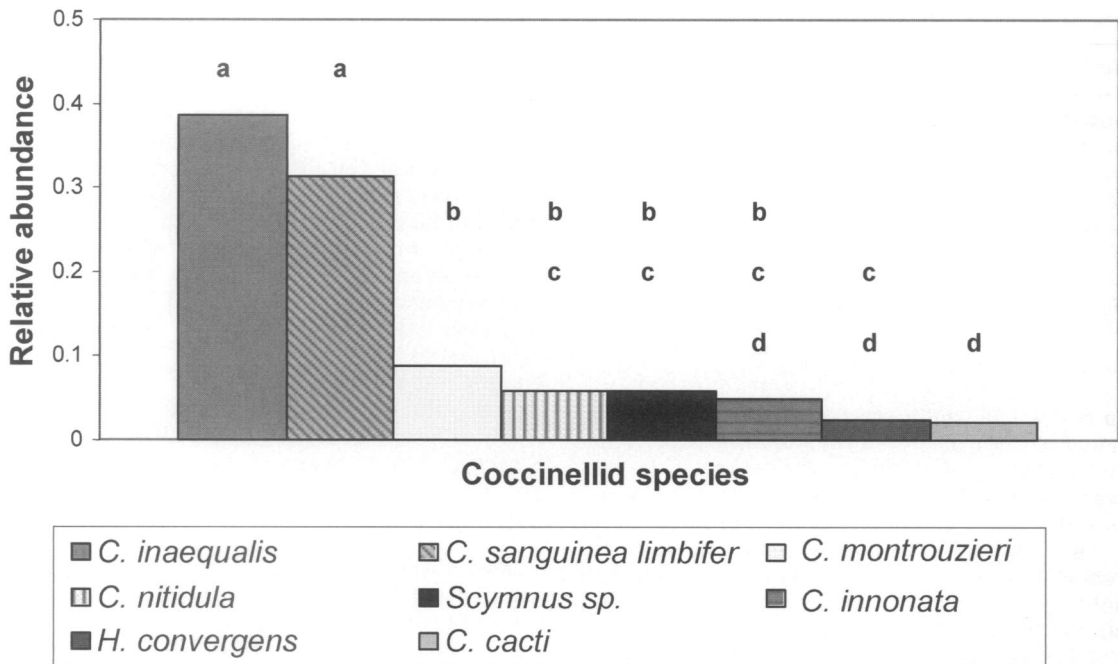 0.5
a a
0.4
0.3
b b b b
0.2
c c c c
0.1
d d d
0
Relative abundance
Coccinellid species
C. inaequalis C. sanguinea limbifer C. montrouzieri
C. nitidula Scymnus sp. C. innonata
H. convergens C. cacti